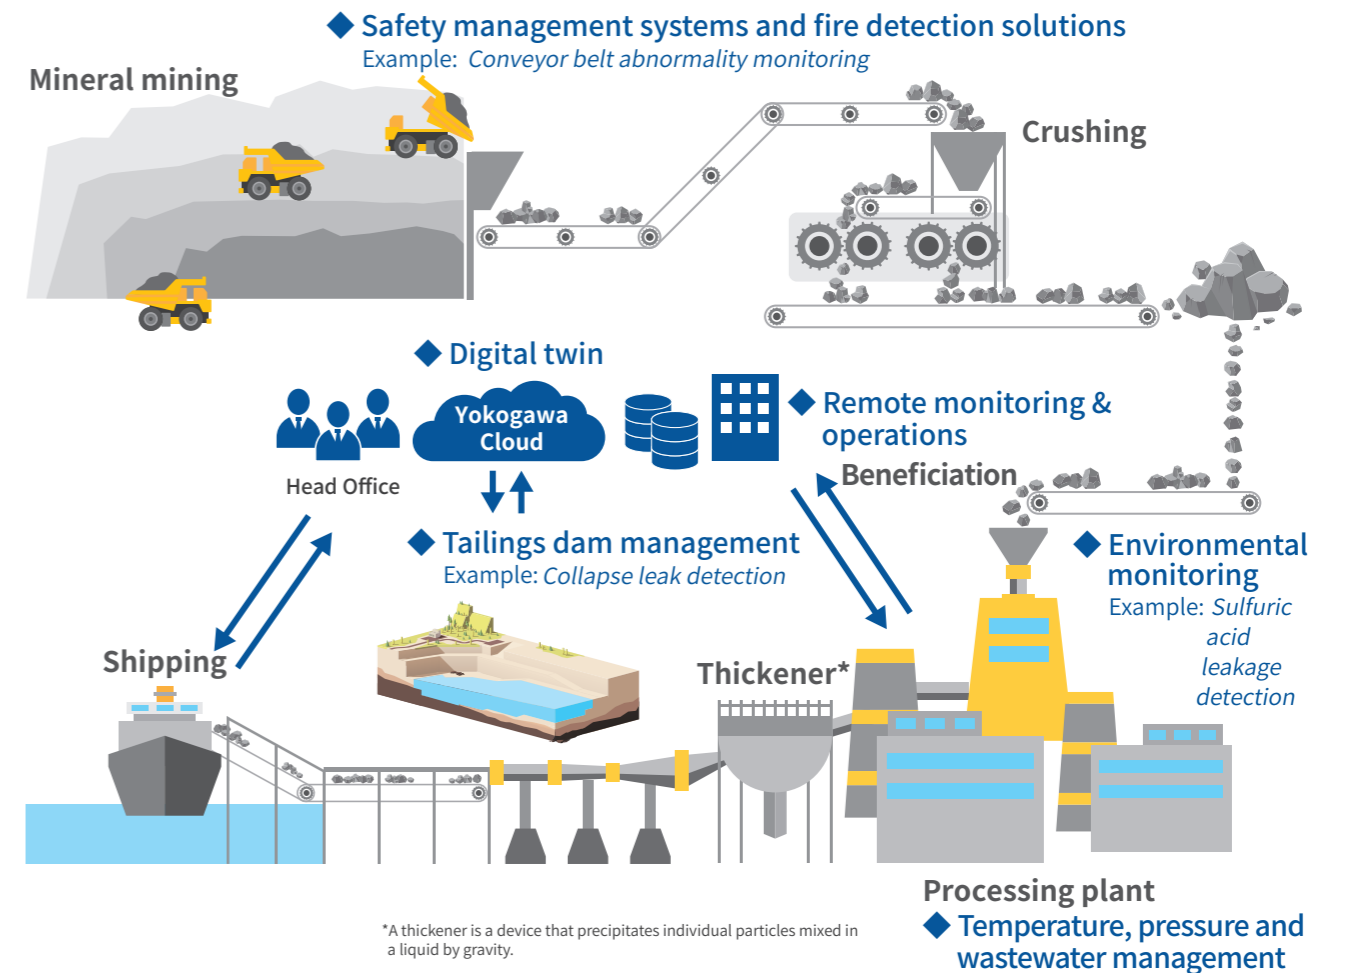 ◆ Safety management systems and fire detection solutions
Example: Conveyor belt abnormality monitoring
Mineral mining
Crushing
◆ Digital twin
Yokogawa
Cloud
Head Office
◆ Remote monitoring &
operations
Beneficiation
◆ Tailings dam management
Example: Collapse leak detection
◆ Environmental
monitoring
Example: Sulfuric
acid
leakage
detection
Shipping
Thickener*
Processing plant
◆ Temperature, pressure and
wastewater management
*A thickener is a device that precipitates individual particles mixed in
a liquid by gravity.